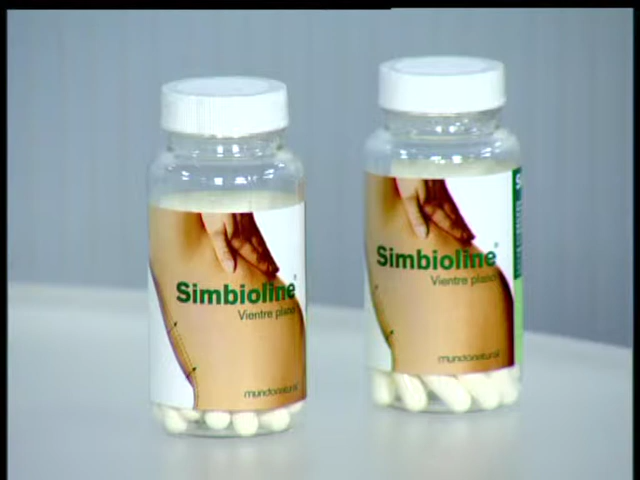 Simbioline®
Vientre plano
mundonatural
Simbioline®
Vientre plano
mundonatural